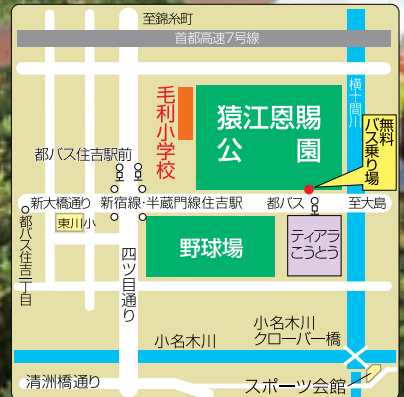 至錦糸町
首都高速7号線
毛利小学校
猿江恩賜
公園
横十間川
無料
バス乗り場
都バス住吉駅前
新大橋通り
新宿線・半蔵門線住吉駅
都バス
至大島
東川小
都バス住吉一丁目
四ツ目通り
野球場
ティアラ
こうとう
小名木川
小名木川
クローバー橋
清洲橋通り
スポーツ会館